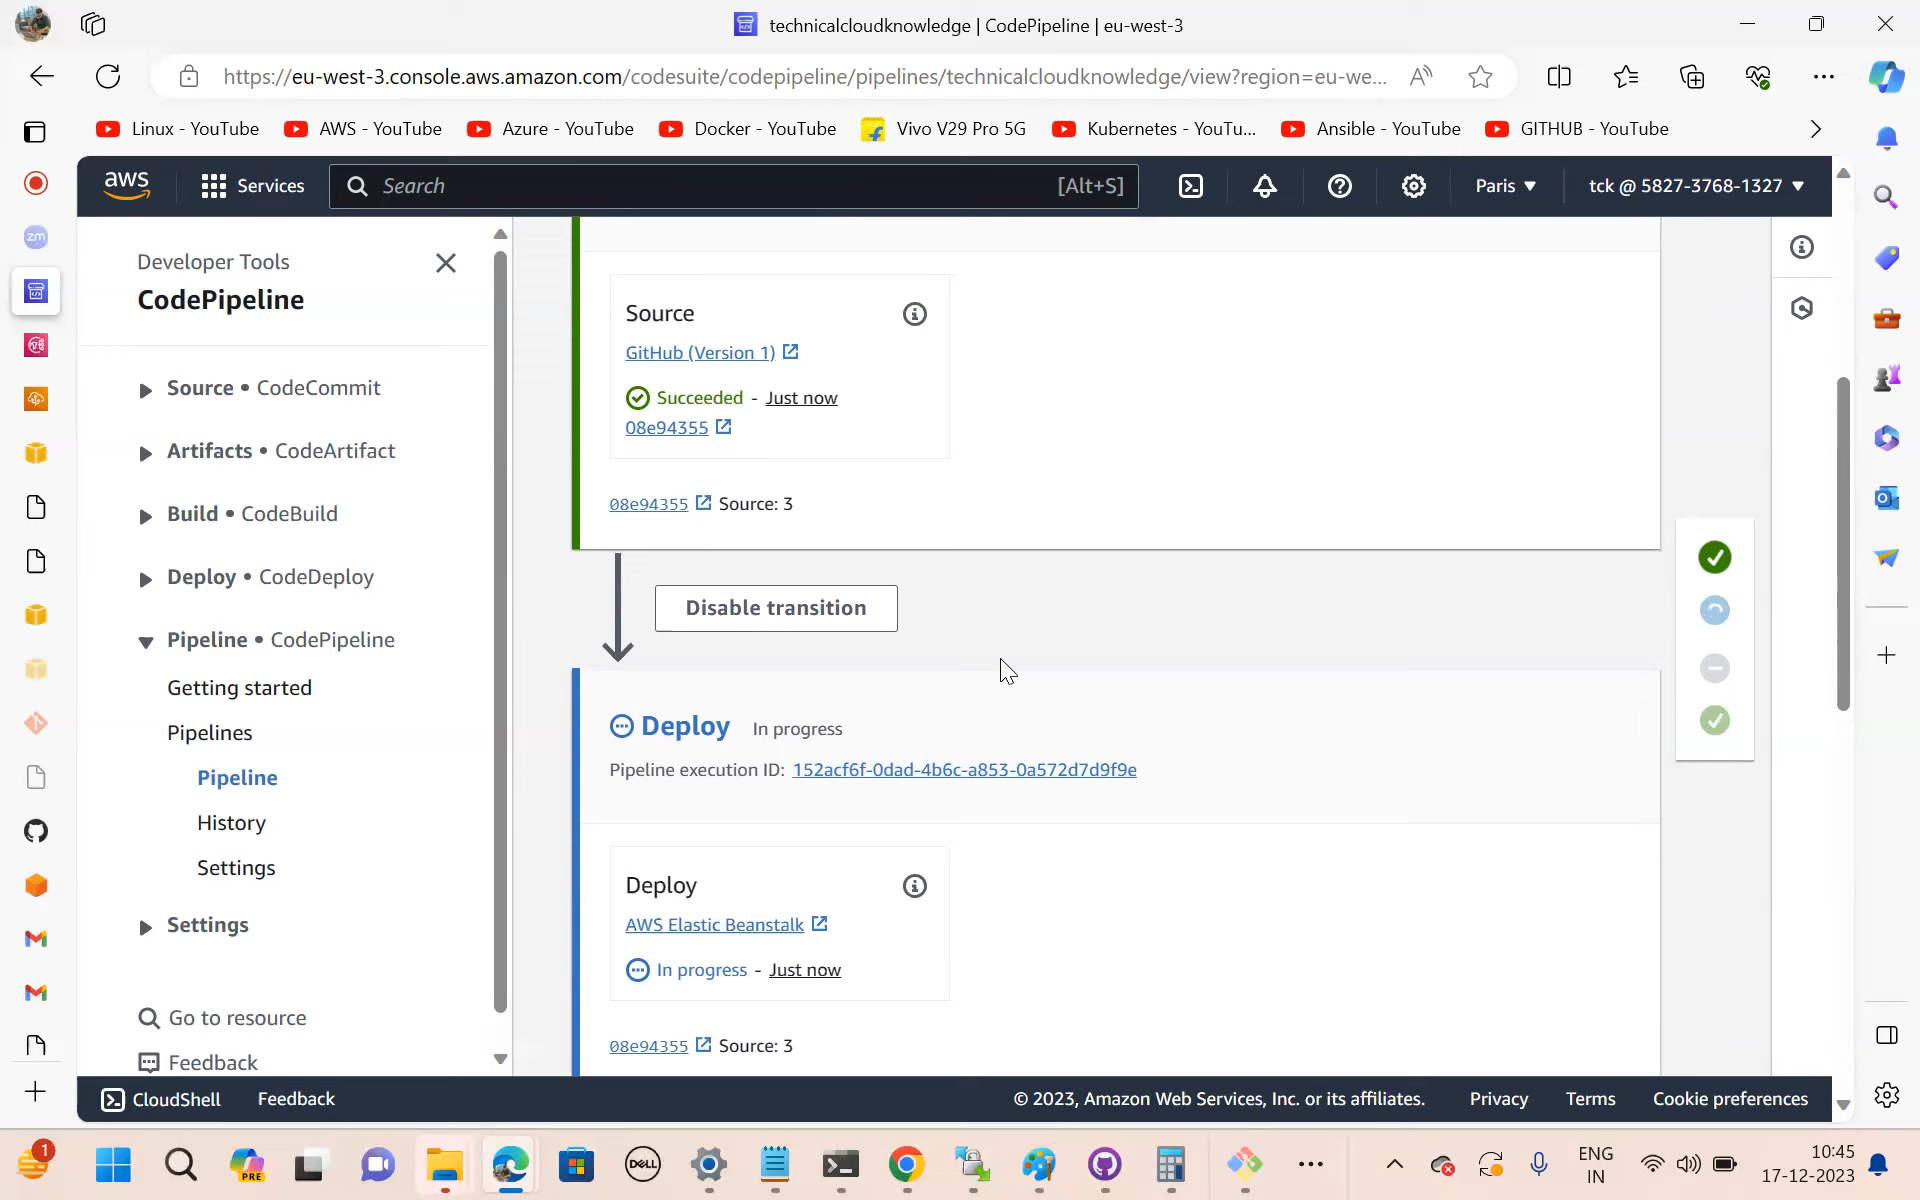 technicalcloudknowledge | CodePipeline | eu-west-3
https://eu-west-3.console.aws.amazon.com/codesuite/codepipeline/pipelines/technicalcloudknowledge/view?region=eu-we...
Linux - YouTube
AWS - YouTube
Azure - YouTube
Docker - YouTube
Vivo V29 Pro 5G
Kubernetes - YouTu...
Ansible - YouTube
GITHUB - YouTube
aws
Services
Search
[Alt+S]
Paris
tck @ 5827-3768-1327
zm
Developer Tools
CodePipeline
Source • CodeCommit
Artifacts • CodeArtifact
Build • CodeBuild
Deploy • CodeDeploy
Pipeline • CodePipeline
Getting started
Pipelines
Pipeline
History
Settings
Settings
Go to resource
Feedback
Source
GitHub (Version 1)
Succeeded - Just now
08e94355
08e94355 Source: 3
Disable transition
Deploy In progress
Pipeline execution ID: 152acf6f-0dad-4b6c-a853-0a572d7d9f9e
Deploy
AWS Elastic Beanstalk
In progress - Just now
08e94355 Source: 3
CloudShell
Feedback
© 2023, Amazon Web Services, Inc. or its affiliates.
Privacy
Terms
Cookie preferences
1
PRE
DELL
ENG
IN
10:45
17-12-2023